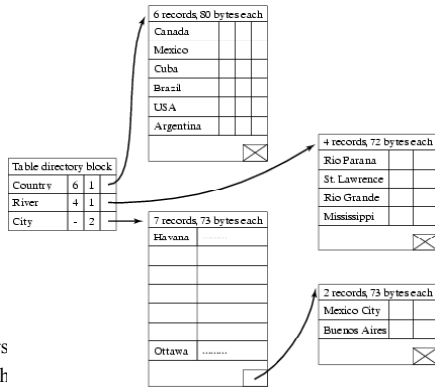 6 records, 80 bytes each
Canada
Mexico
Cuba
Brazil
USA
Argentina
4 records, 72 bytes each
Rio Parana
St. Lawrence
Rio Grande
Mississippi
Table directory block
Country 6 1
River 4 1
City - 2
7 records, 73 bytes each
Havana ........
Ottawa ........
2 records, 73 bytes each
Mexico City
Buenos Aires